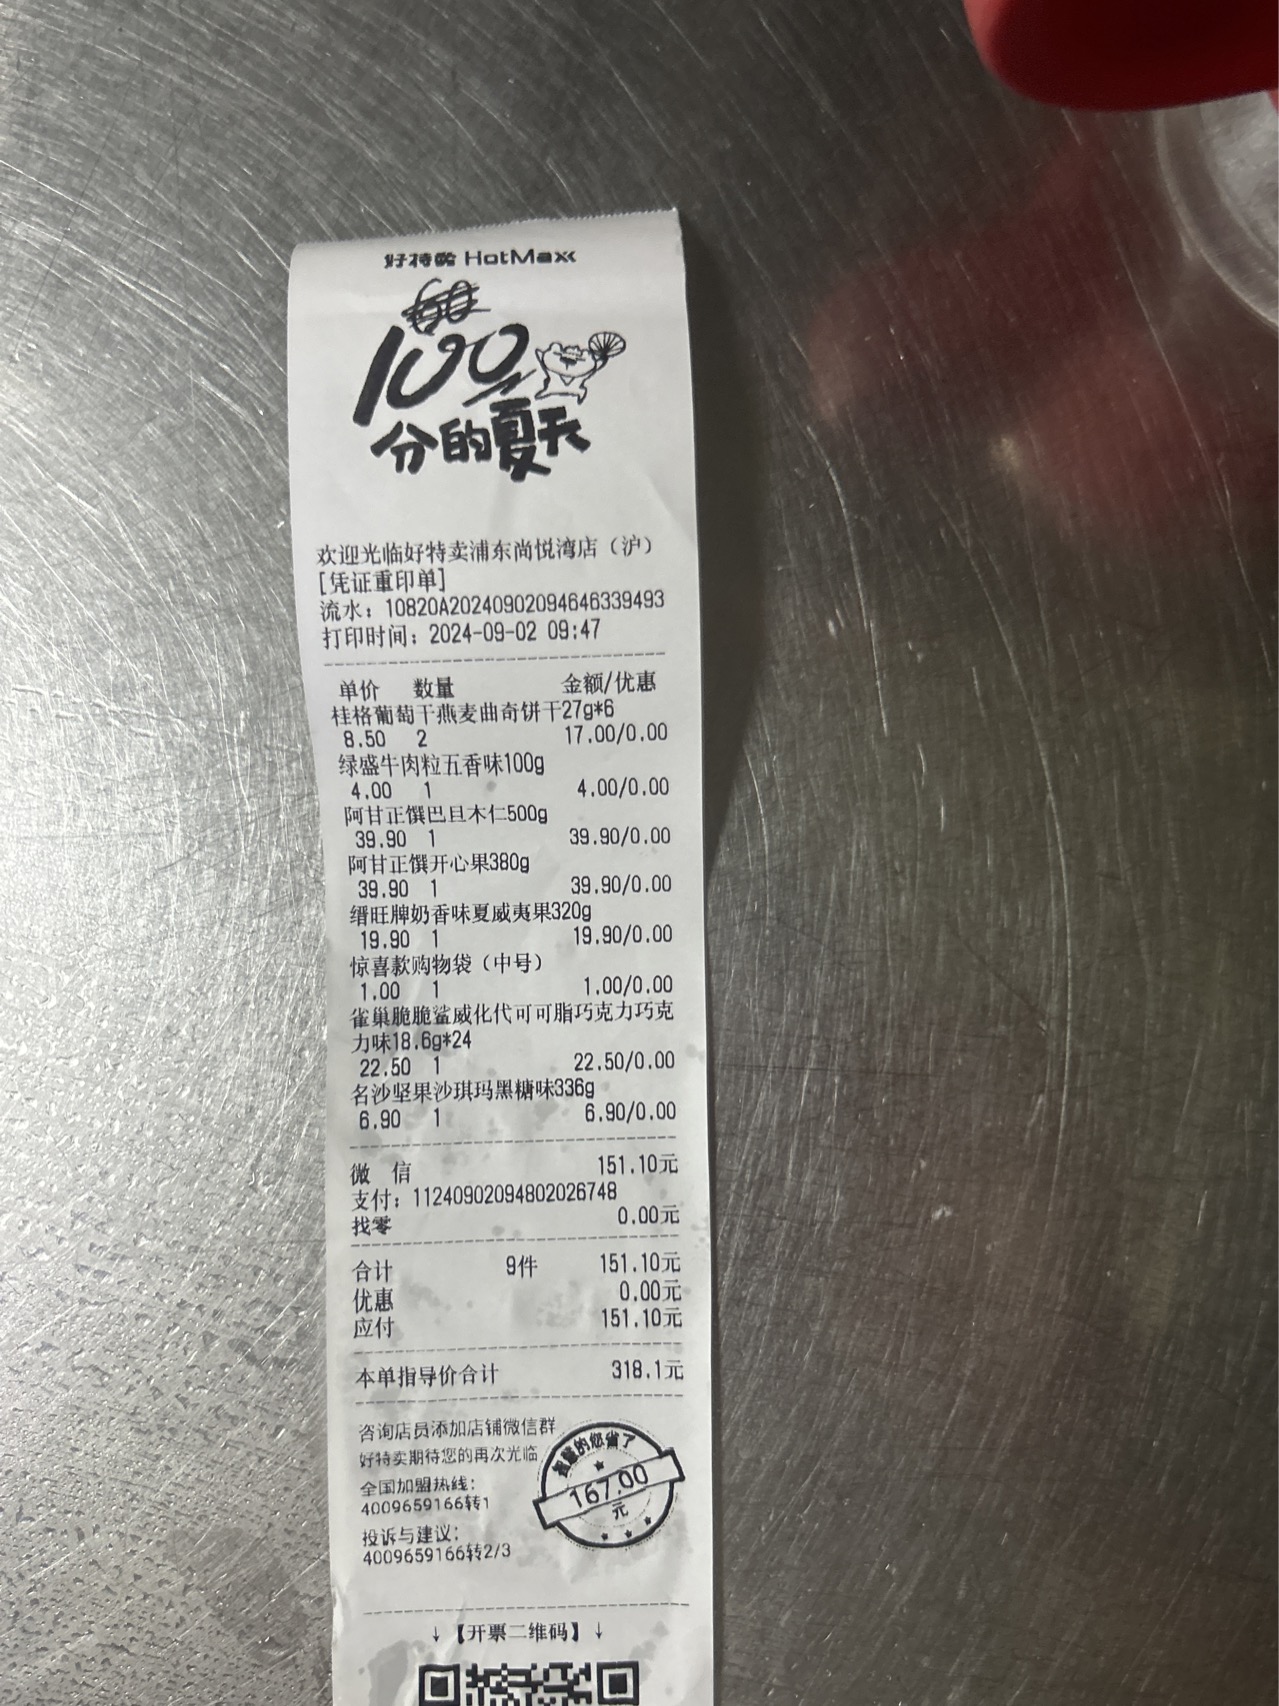 好特卖 HotMaxx
60
100
分的夏天
欢迎光临好特卖浦东尚悦湾店（沪）
[凭证重印单]
流水：10820A20240902094646339493
打印时间：2024-09-02 09:47
单价 数量 金额/优惠
桂格葡萄干燕麦曲奇饼干27g*6
8.50 2 17.00/0.00
绿盛牛肉粒五香味100g
4.00 1 4.00/0.00
阿甘正馔巴旦木仁500g
39.90 1 39.90/0.00
阿甘正馔开心果380g
39.90 1 39.90/0.00
缙旺牌奶香味夏威夷果320g
19.90 1 19.90/0.00
惊喜款购物袋（中号）
1.00 1 1.00/0.00
雀巢脆脆鲨威化代可可脂巧克力巧克
力味18.6g*24
22.50 1 22.50/0.00
名沙坚果沙琪玛黑糖味336g
6.90 1 6.90/0.00
微 信 151.10元
支付：11240902094802026748
找零 0.00元
合计 9件 151.10元
优惠 0.00元
应付 151.10元
本单指导价合计 318.1元
咨询店员添加店铺微信群
好特卖期待您的再次光临
全国加盟热线：
4009659166转1
投诉与建议：
4009659166转2/3
的您省了
167.00
元
↓【开票二维码】↓